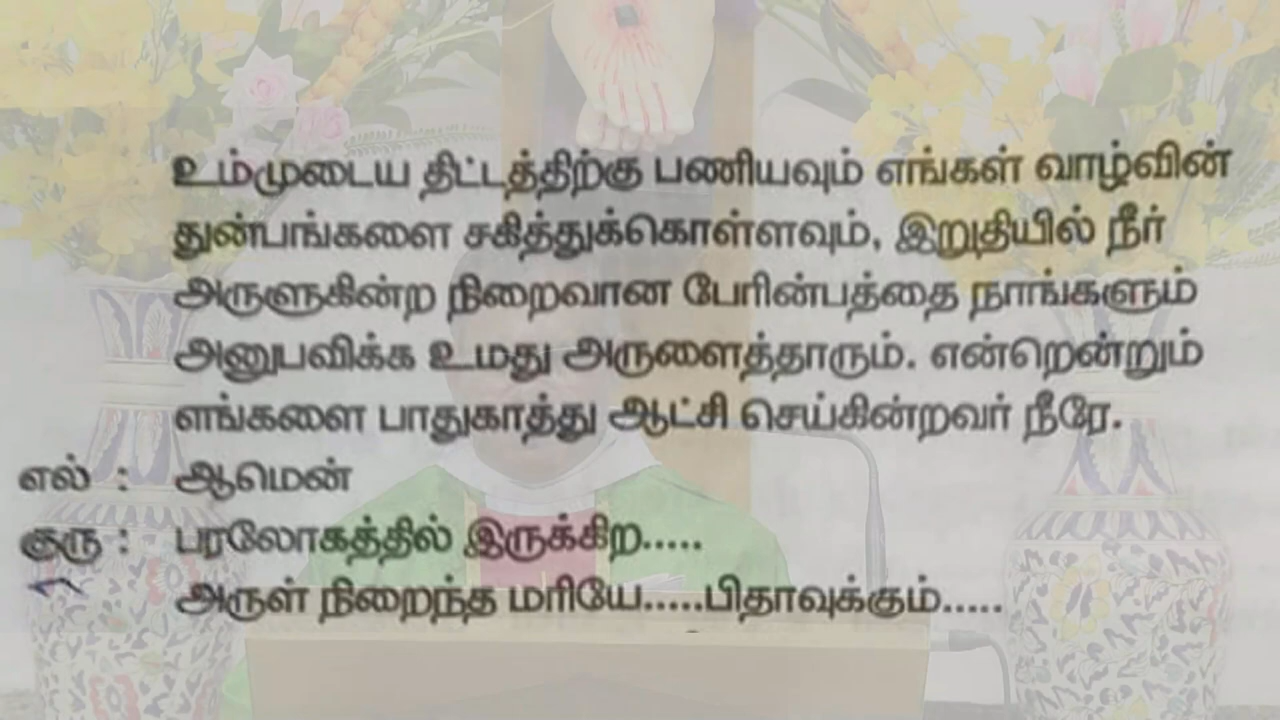 உம்முடைய திட்டத்திற்கு பணியவும் எங்கள் வாழ்வின்
துன்பங்களை சகித்துக்கொள்ளவும், இறுதியில் நீர்
அருளுகின்ற நிறைவான பேரின்பத்தை நாங்களும்
அனுபவிக்க உமது அருளைத்தாரும். என்றென்றும்
எங்களை பாதுகாத்து ஆட்சி செய்கின்றவர் நீரே.
எல் : ஆமென்
குரு : பரலோகத்தில் இருக்கிற.....
அருள் நிறைந்த மரியே.....பிதாவுக்கும்.....